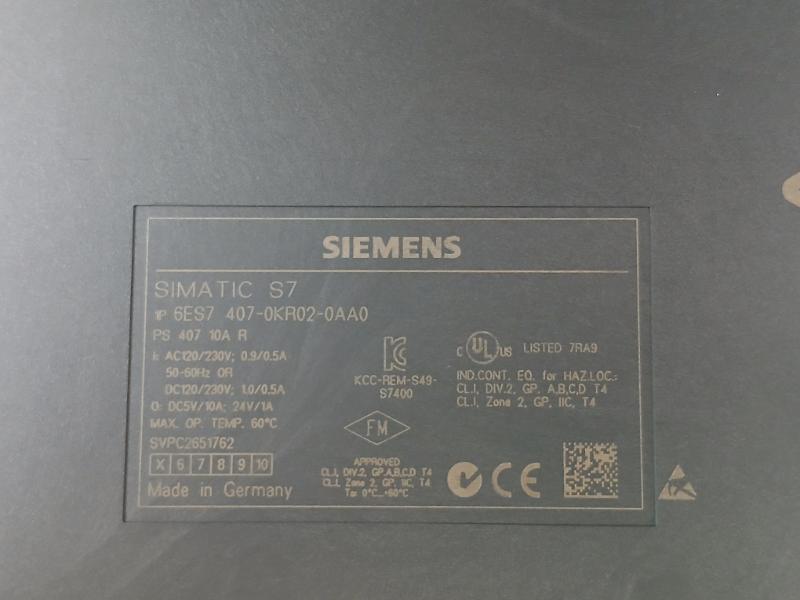 SIEMENS
SIMATIC S7
1P 6ES7 407-0KR02-0AA0
PS 407 10A R
I: AC120/230V; 0.9/0.5A
50-60Hz OR
DC120/230V; 1.0/0.5A
O: DC5V/10A; 24V/1A
MAX. OP. TEMP. 60°C
SVPC2651762
X 6 7 8 9 10
Made in Germany
KCC-REM-S49-
S7400
FM
APPROVED
CL.I, DIV.2, GP.A,B,C,D T4
CL.I, Zone 2, GP. IIC, T4
Ta: 0°C...+60°C
C UL US LISTED 7RA9
IND.CONT. EQ. for HAZ.LOC.:
CL.I, DIV.2, GP. A,B,C,D T4
CL.I, Zone 2, GP. IIC, T4
CE